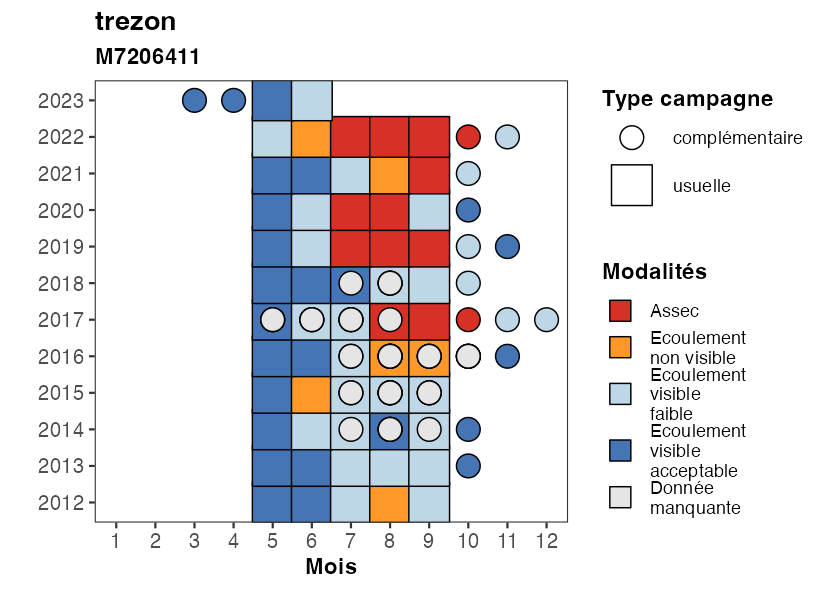 trezon
M7206411
2023
2022
2021
2020
2019
2018
2017
2016
2015
2014
2013
2012
1 2 3 4 5 6 7 8 9 10 11 12
Mois
Type campagne
complémentaire
usuelle
Modalités
Assec
Ecoulement
non visible
Ecoulement
visible
faible
Ecoulement
visible
acceptable
Donnée
manquante